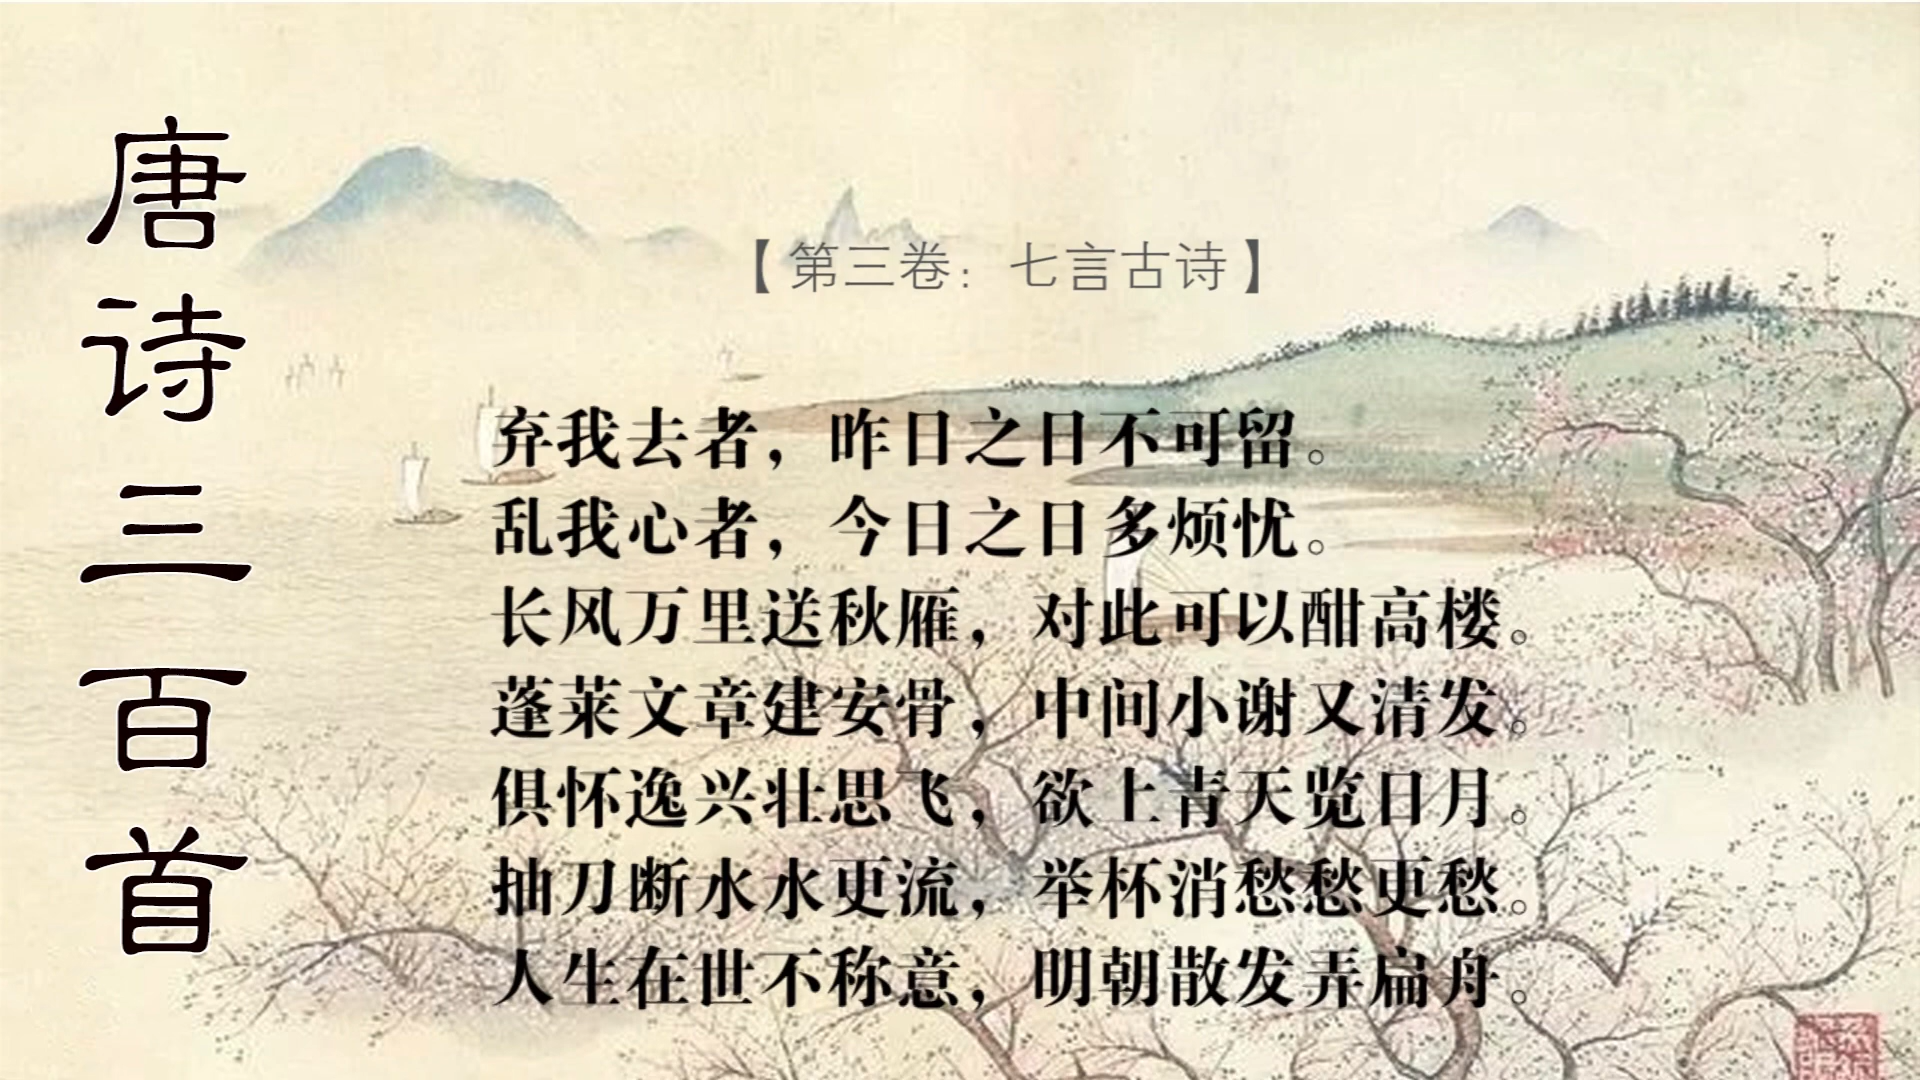 唐诗三百首
【第三卷：七言古诗】
弃我去者，昨日之日不可留。
乱我心者，今日之日多烦忧。
长风万里送秋雁，对此可以酣高楼。
蓬莱文章建安骨，中间小谢又清发。
俱怀逸兴壮思飞，欲上青天览日月。
抽刀断水水更流，举杯消愁愁更愁。
人生在世不称意，明朝散发弄扁舟。